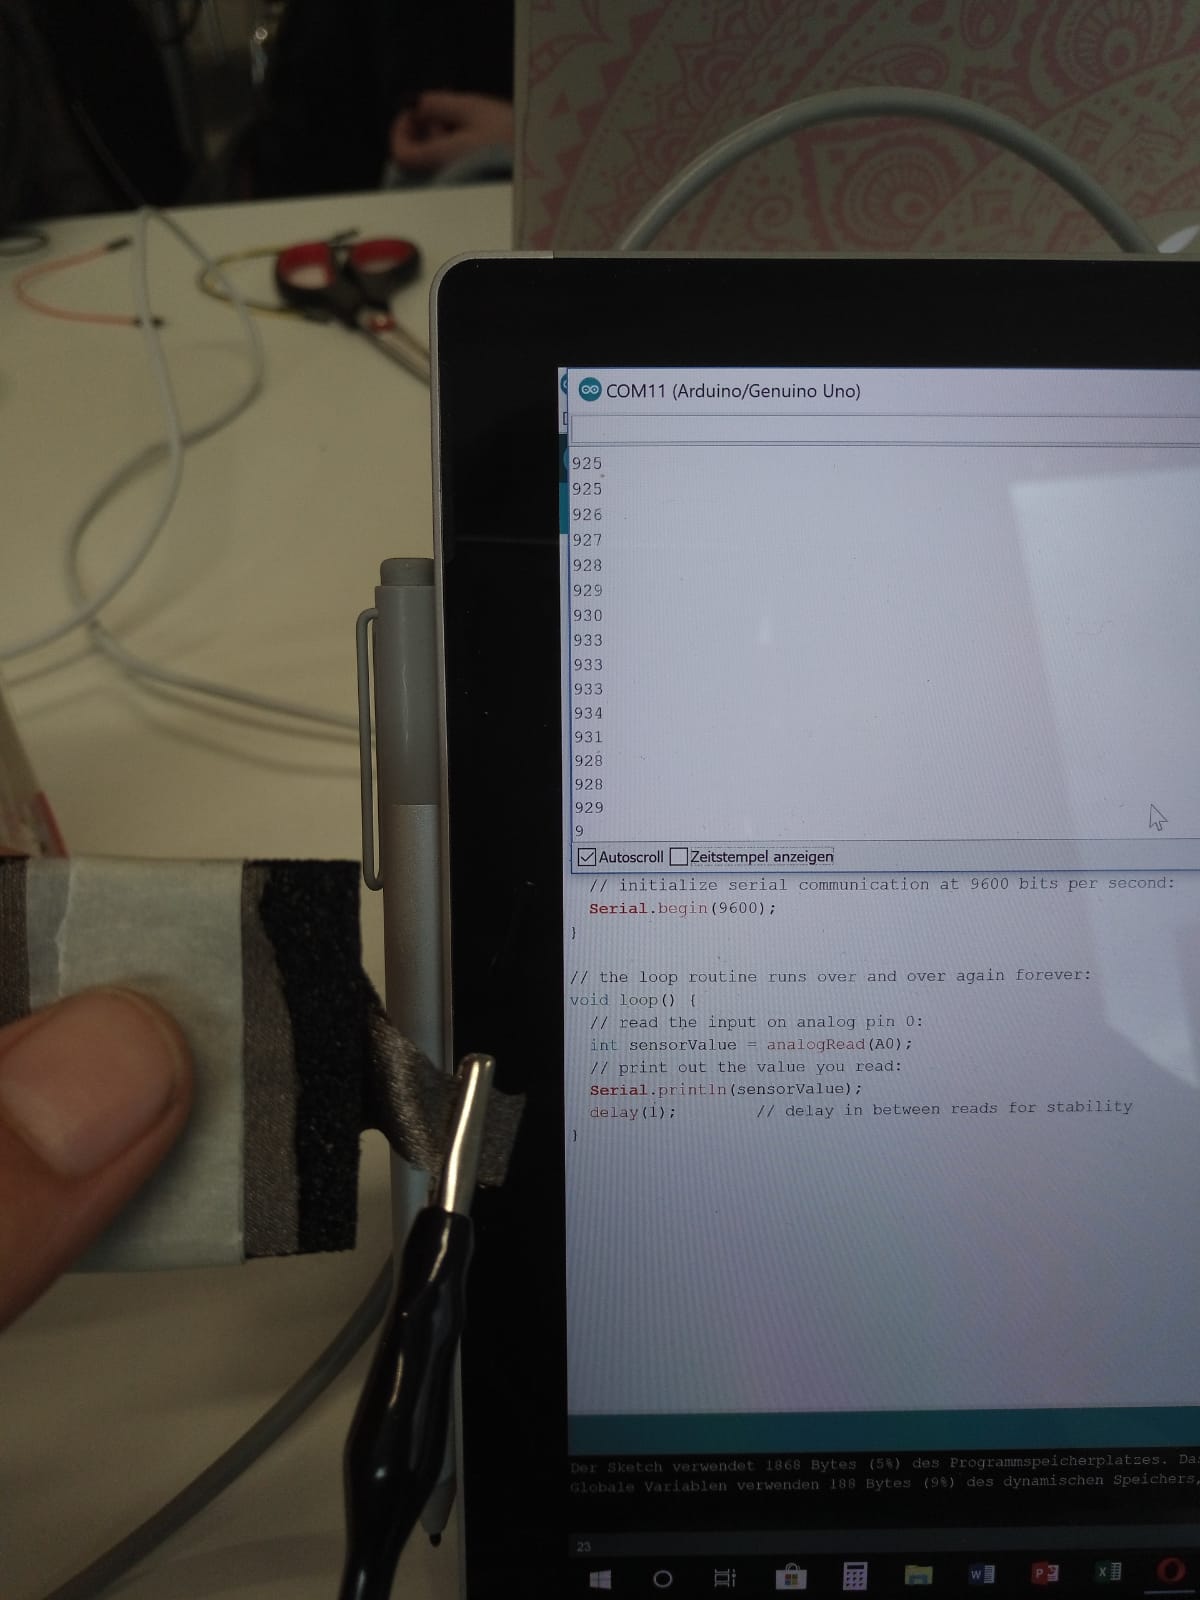 COM11 (Arduino/Genuino Uno)
925
925
926
927
928
929
930
933
933
933
934
931
928
928
929
9
Autoscroll Zeitstempel anzeigen
// initialize serial communication at 9600 bits per second:
Serial.begin(9600);
}
// the loop routine runs over and over again forever:
void loop() {
// read the input on analog pin 0:
int sensorValue = analogRead(A0);
// print out the value you read:
Serial.println(sensorValue);
delay(1); // delay in between reads for stability
}
Der Sketch verwendet 1868 Bytes (5%) des Programmspeicherplatzes. Das
Globale Variablen verwenden 188 Bytes (9%) des dynamischen Speichers,
23